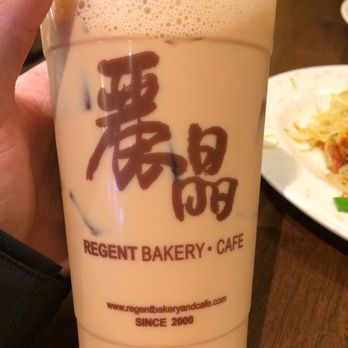 麗晶
REGENT BAKERY · CAFE
www.regentbakeryandcafe.com
SINCE 2000